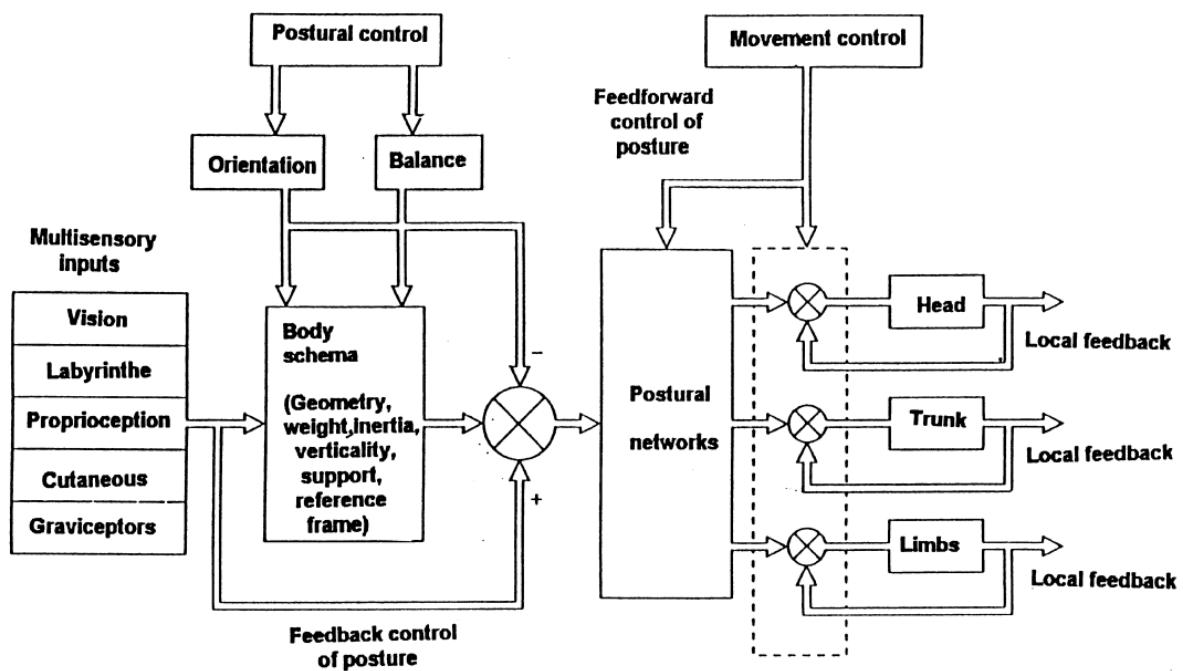 Postural control
Movement control
Feedforward
control of
posture
Orientation
Balance
Multisensory
inputs
Vision
Labyrinthe
Proprioception
Cutaneous
Graviceptors
Body
schema
(Geometry,
weight,inertia,
verticality,
support,
reference
frame)
−
+
Feedback control
of posture
Postural
networks
Head
Local feedback
Trunk
Local feedback
Limbs
Local feedback